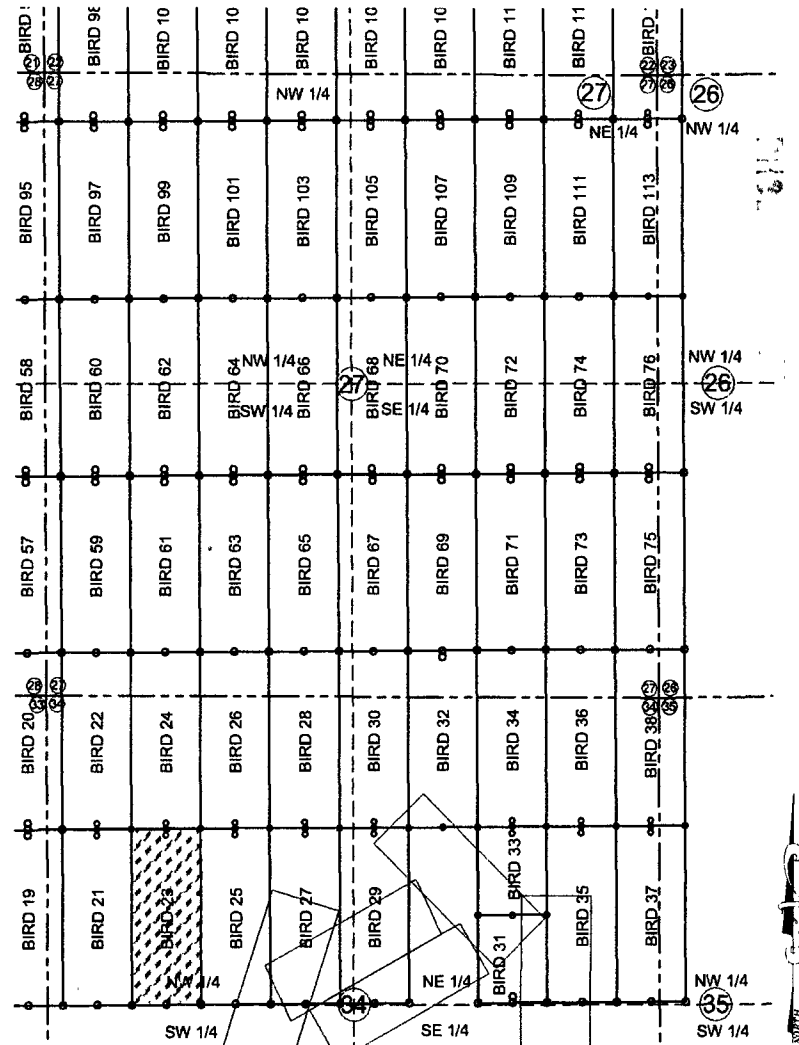 BIRD 98
BIRD 10
BIRD 10
BIRD 10
BIRD 10
BIRD 10
BIRD 11
BIRD 11
BIRD
21 22
28 27
22 23
27 26
NW 1/4
27
26
NE 1/4
NW 1/4
BIRD 95
BIRD 97
BIRD 99
BIRD 101
BIRD 103
BIRD 105
BIRD 107
BIRD 109
BIRD 111
BIRD 113
BIRD 58
BIRD 60
BIRD 62
BIRD 64
BIRD 66
BIRD 68
BIRD 70
BIRD 72
BIRD 74
BIRD 76
NW 1/4
NE 1/4
NW 1/4
27
26
SW 1/4
SE 1/4
SW 1/4
BIRD 57
BIRD 59
BIRD 61
BIRD 63
BIRD 65
BIRD 67
BIRD 69
BIRD 71
BIRD 73
BIRD 75
28 27
33 34
27 26
34 35
BIRD 20
BIRD 22
BIRD 24
BIRD 26
BIRD 28
BIRD 30
BIRD 32
BIRD 34
BIRD 36
BIRD 38
BIRD 19
BIRD 21
BIRD 23
BIRD 25
BIRD 27
BIRD 29
BIRD 33
BIRD 31
BIRD 35
BIRD 37
NW 1/4
NE 1/4
NW 1/4
34
35
SW 1/4
SE 1/4
SW 1/4
NORTH